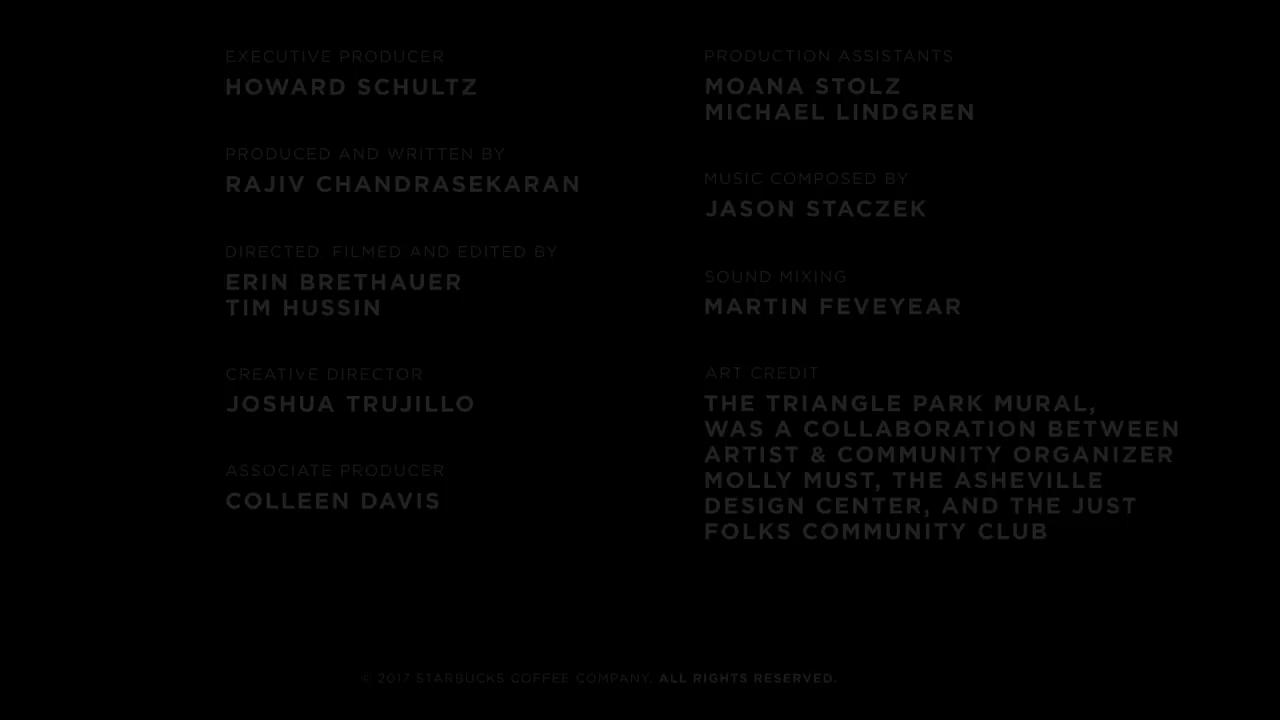 EXECUTIVE PRODUCER
HOWARD SCHULTZ
PRODUCED AND WRITTEN BY
RAJIV CHANDRASEKARAN
DIRECTED, FILMED AND EDITED BY
ERIN BRETHAUER
TIM HUSSIN
CREATIVE DIRECTOR
JOSHUA TRUJILLO
ASSOCIATE PRODUCER
COLLEEN DAVIS
PRODUCTION ASSISTANTS
MOANA STOLZ
MICHAEL LINDGREN
MUSIC COMPOSED BY
JASON STACZEK
SOUND MIXING
MARTIN FEVEYEAR
ART CREDIT
THE TRIANGLE PARK MURAL,
WAS A COLLABORATION BETWEEN
ARTIST & COMMUNITY ORGANIZER
MOLLY MUST, THE ASHEVILLE
DESIGN CENTER, AND THE JUST
FOLKS COMMUNITY CLUB
© 2017 STARBUCKS COFFEE COMPANY. ALL RIGHTS RESERVED.